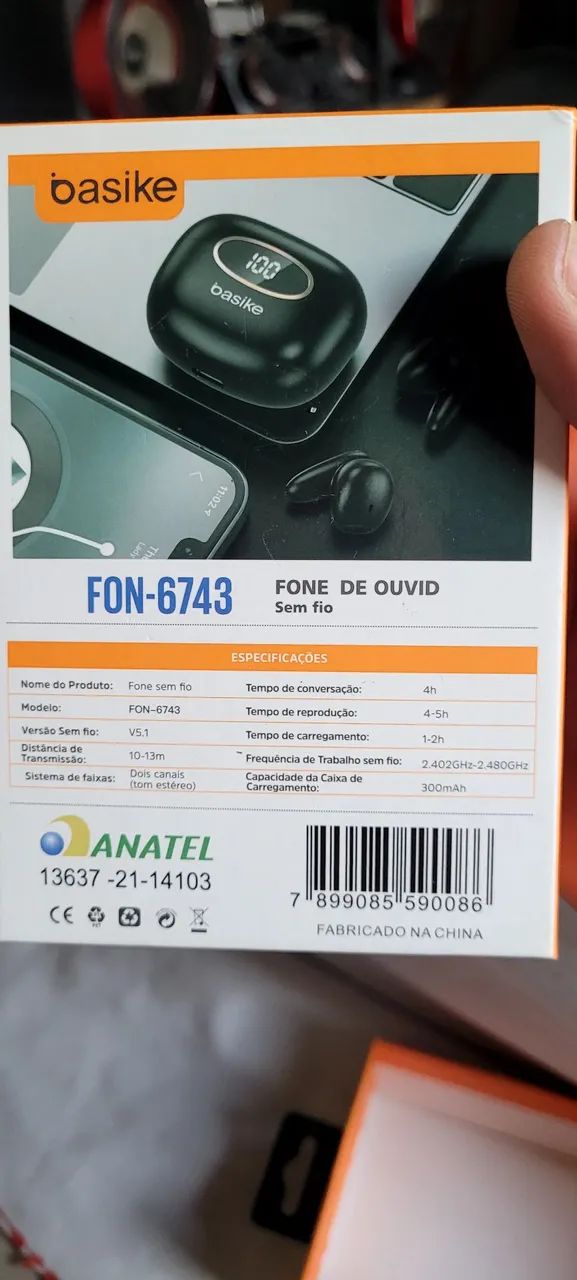 basike
100
basike
11:02
FON-6743
FONE DE OUVID
Sem fio
ESPECIFICAÇÕES
Nome do Produto: Fone sem fio
Tempo de conversação: 4h
Modelo: FON-6743
Tempo de reprodução: 4-5h
Versão Sem fio: V5.1
Tempo de carregamento: 1-2h
Distância de
Transmissão: 10-13m
Frequência de Trabalho sem fio: 2.402GHz-2.480GHz
Sistema de faixas: Dois canais
(tom estéreo)
Capacidade da Caixa de
Carregamento: 300mAh
ANATEL
13637 -21-14103
CE
7 899085 590086
FABRICADO NA CHINA